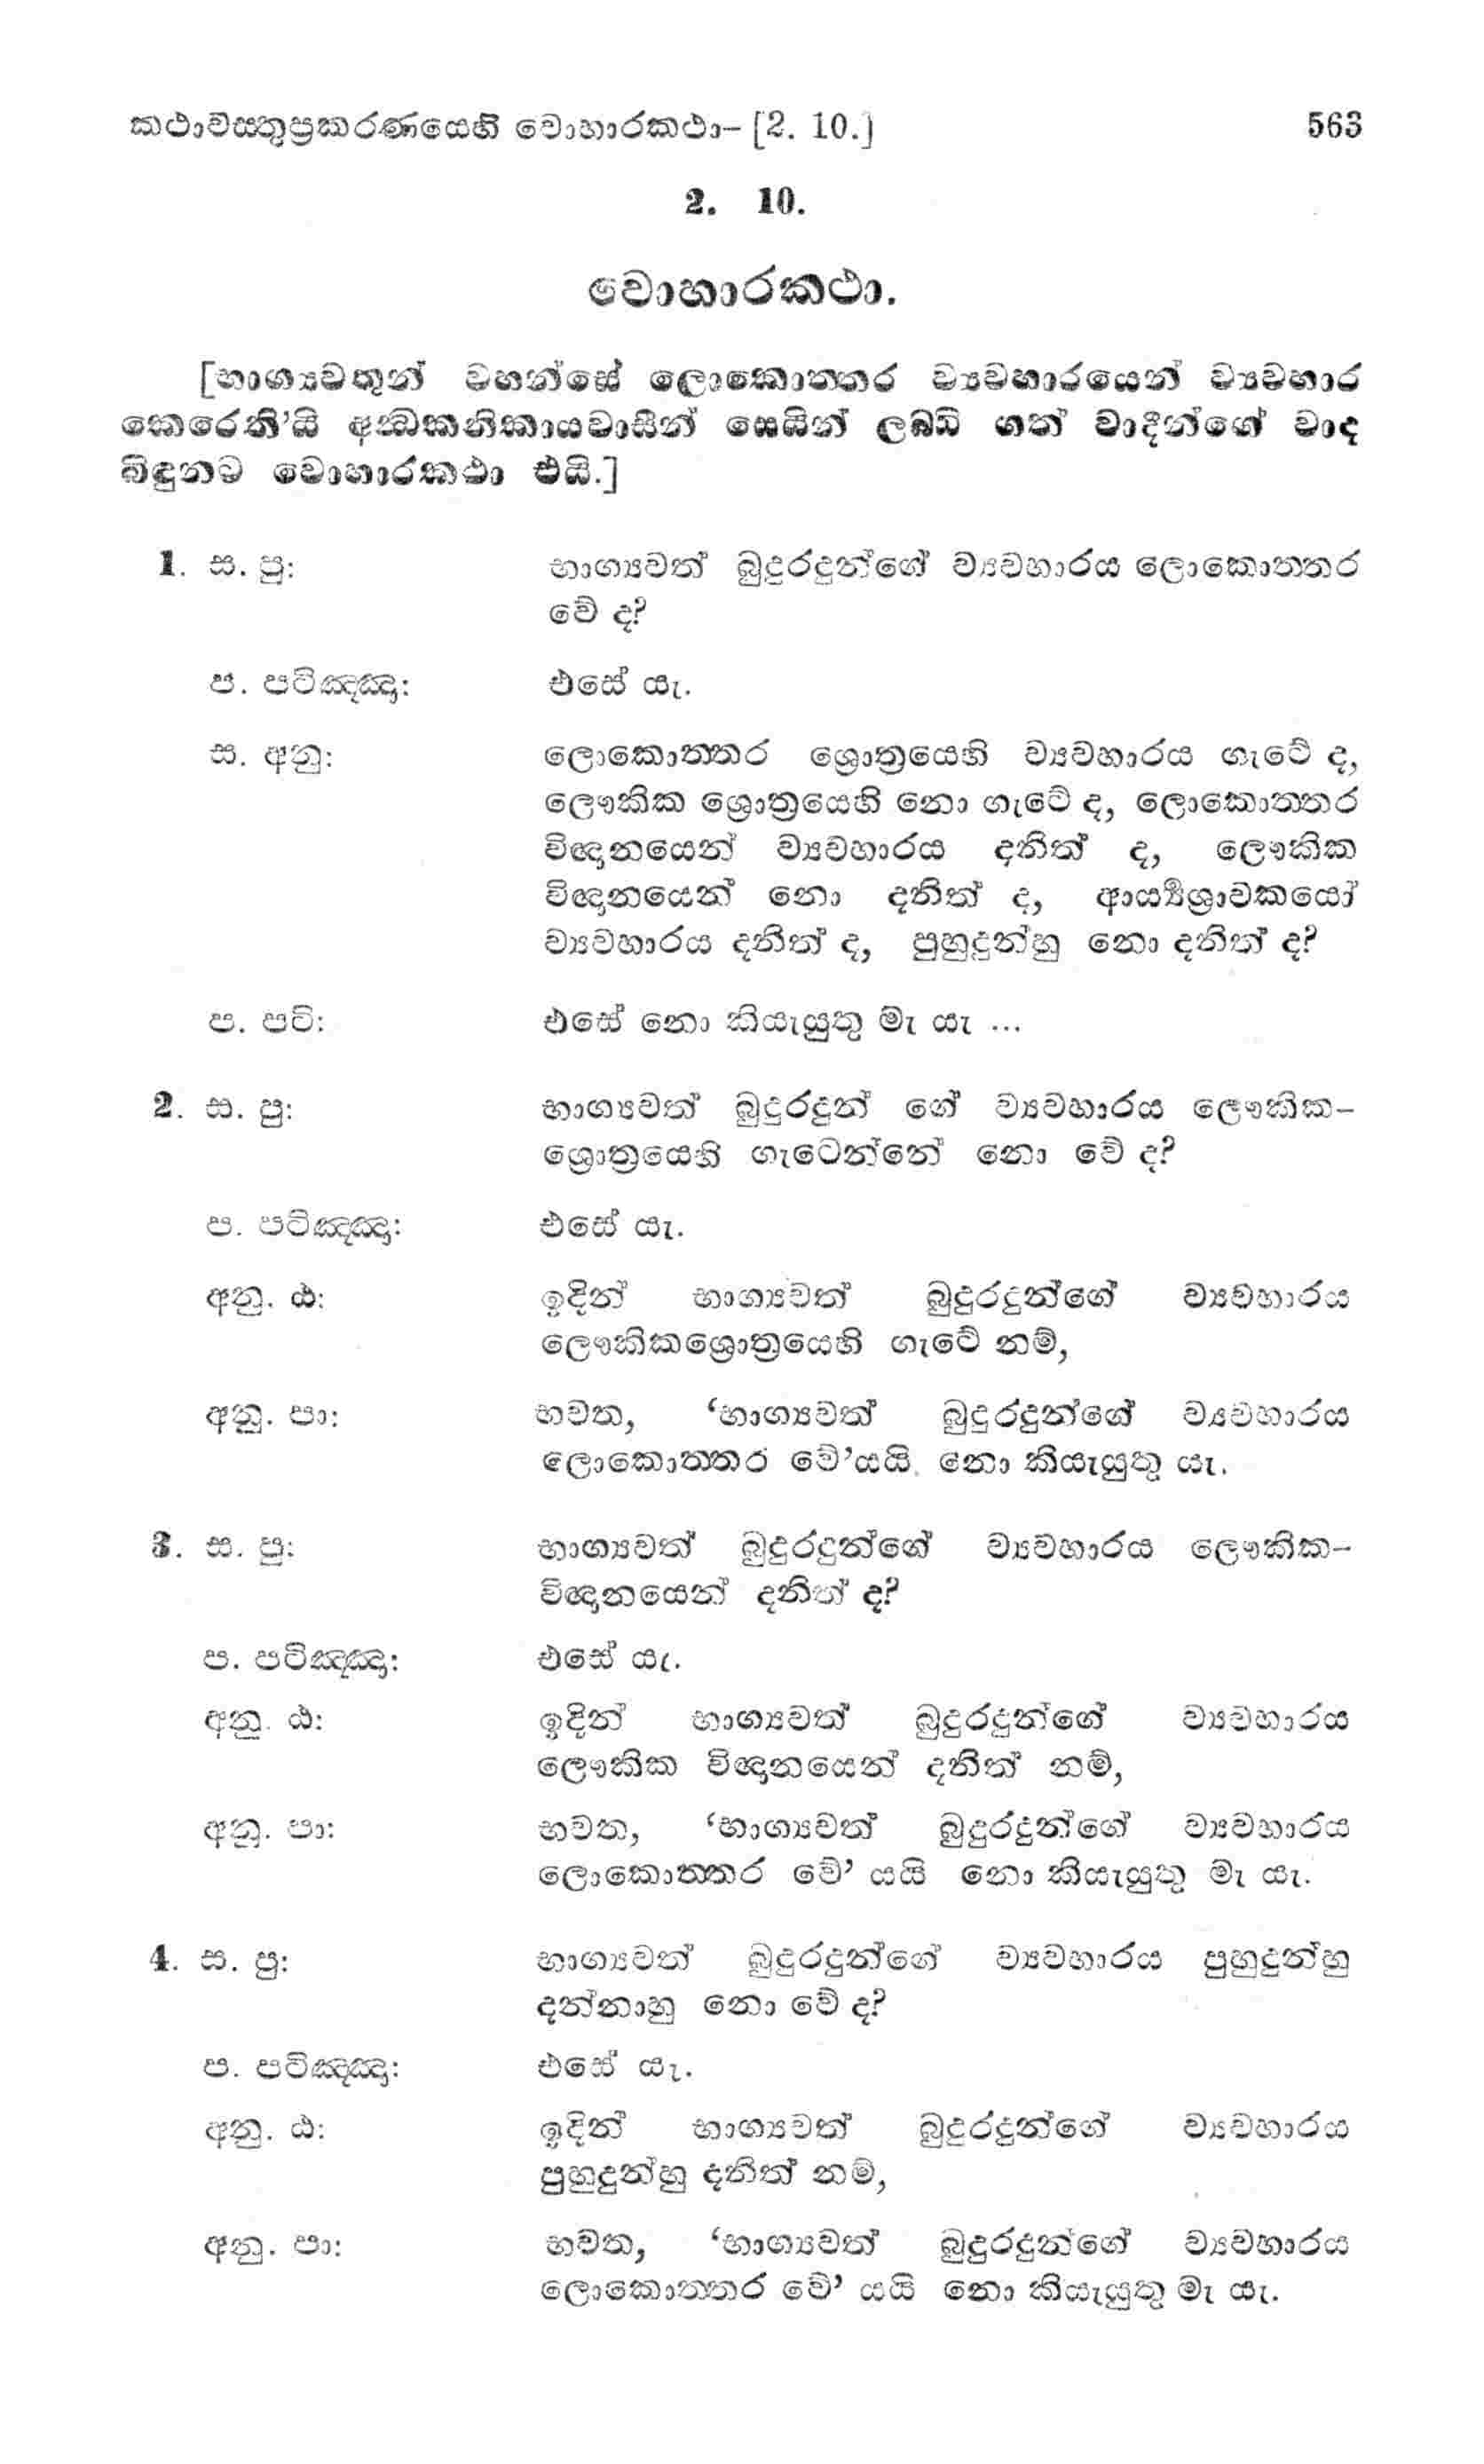 කථාවස්තුප්‍රකරණයෙහි වොහාරකථා– [2. 10.] 563
2. 10.
වොහාරකථා.
[භාග්‍යවතුන් වහන්සේ ලොකොත්තර ව්‍යවහාරයෙන් ව්‍යවහාර
කෙරෙති’යි අන්‍ධකනිකායවාසීන් සෙයින් ලබ්ධි ගත් වාදීන්ගේ වාද
බිඳුනට වොහාරකථා එයි.]
1. ස. පු: භාග්‍යවත් බුදුරදුන්ගේ ව්‍යවහාරය ලොකොත්තර
වේ ද?
ප. පටිඤ්ඤා: එසේ යැ.
ස. අනු: ලොකොත්තර ශ්‍රොත්‍රයෙහි ව්‍යවහාරය ගැටේ ද,
ලෞකික ශ්‍රොත්‍රයෙහි නො ගැටේ ද, ලොකොත්තර
විඥානයෙන් ව්‍යවහාරය දනිත් ද, ලෞකික
විඥානයෙන් නො දනිත් ද, ආර්‍ය්‍යශ්‍රාවකයෝ
ව්‍යවහාරය දනිත් ද, පුහුදුන්හු නො දනිත් ද?
ප. පටි: එසේ නො කියැයුතු මැ යැ ...
2. ස. පු: භාග්‍යවත් බුදුරදුන් ගේ ව්‍යවහාරය ලෞකික–
ශ්‍රොත්‍රයෙහි ගැටෙන්නේ නො වේ ද?
ප. පටිඤ්ඤා: එසේ යැ.
අනු. ඨ: ඉදින් භාග්‍යවත් බුදුරදුන්ගේ ව්‍යවහාරය
ලෞකිකශ්‍රොත්‍රයෙහි ගැටේ නම්,
අනු. පා: භවත, ‘භාග්‍යවත් බුදුරදුන්ගේ ව්‍යවහාරය
ලොකොත්තර වේ’යයි නො කියැයුතු යැ.
3. ස. පු: භාග්‍යවත් බුදුරදුන්ගේ ව්‍යවහාරය ලෞකික–
විඥානයෙන් දනිත් ද?
ප. පටිඤ්ඤා: එසේ යැ.
අනු. ඨ: ඉදින් භාග්‍යවත් බුදුරදුන්ගේ ව්‍යවහාරය
ලෞකික විඥානයෙන් දනිත් නම්,
අනු. පා: භවත, ‘භාග්‍යවත් බුදුරදුන්ගේ ව්‍යවහාරය
ලොකොත්තර වේ’ යයි නො කියැයුතු මැ යැ.
4. ස. පු: භාග්‍යවත් බුදුරදුන්ගේ ව්‍යවහාරය පුහුදුන්හු
දන්නාහු නො වේ ද?
ප. පටිඤ්ඤා: එසේ යැ.
අනු. ඨ: ඉදින් භාග්‍යවත් බුදුරදුන්ගේ ව්‍යවහාරය
පුහුදුන්හු දනිත් නම්,
අනු. පා: භවත, ‘භාග්‍යවත් බුදුරදුන්ගේ ව්‍යවහාරය
ලොකොත්තර වේ’ යයි නො කියැයුතු මැ යැ.